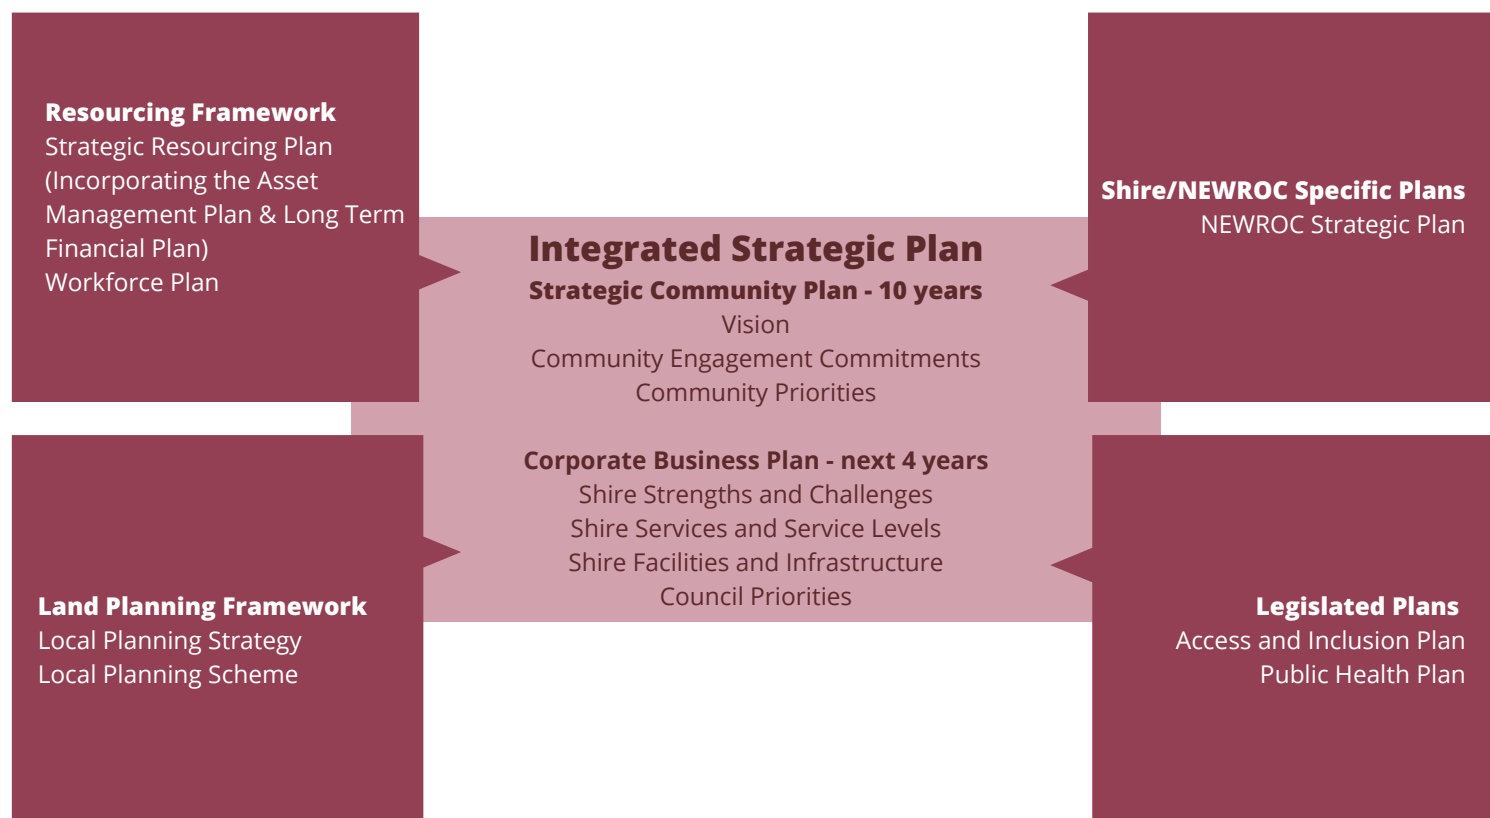 Resourcing Framework
Strategic Resourcing Plan
(Incorporating the Asset
Management Plan & Long Term
Financial Plan)
Workforce Plan
Shire/NEWROC Specific Plans
NEWROC Strategic Plan
Integrated Strategic Plan
Strategic Community Plan - 10 years
Vision
Community Engagement Commitments
Community Priorities
Corporate Business Plan - next 4 years
Shire Strengths and Challenges
Shire Services and Service Levels
Shire Facilities and Infrastructure
Council Priorities
Land Planning Framework
Local Planning Strategy
Local Planning Scheme
Legislated Plans
Access and Inclusion Plan
Public Health Plan